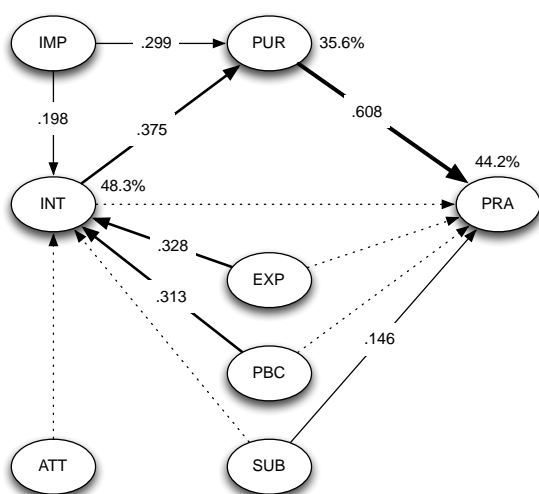 IMP
.299
PUR
35.6%
.198
.375
.608
INT
48.3%
44.2%
PRA
.328
EXP
.313
PBC
.146
ATT
SUB